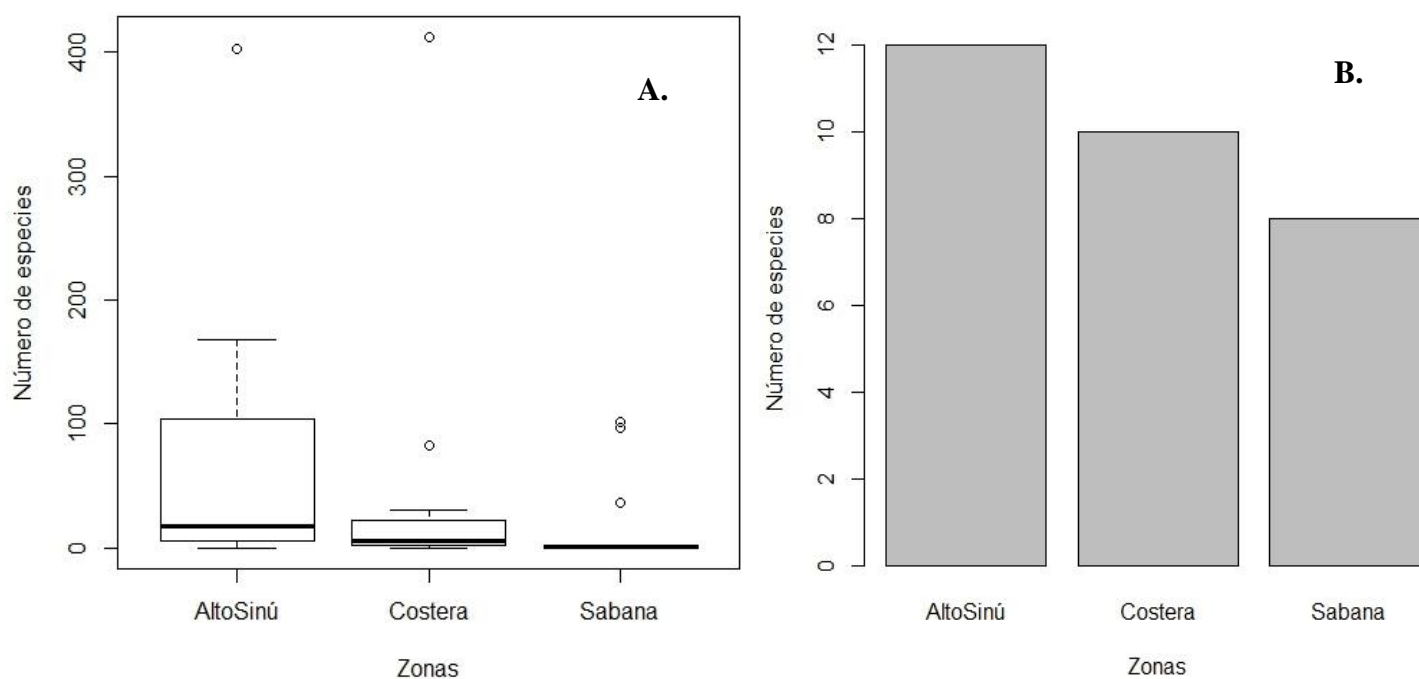 A.
Número de especies
400
300
200
100
0
AltoSinú Costera Sabana
Zonas
B.
Número de especies
12
10
8
6
4
2
0
AltoSinú Costera Sabana
Zonas